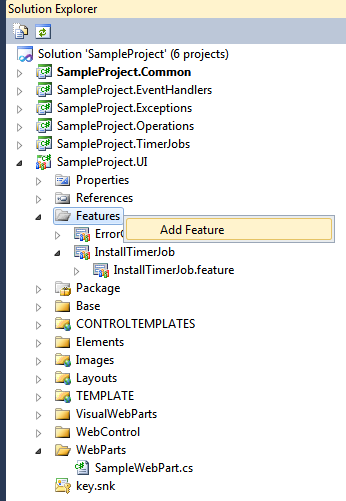 Solution Explorer
Solution 'SampleProject' (6 projects)
SampleProject.Common
SampleProject.EventHandlers
SampleProject.Exceptions
SampleProject.Operations
SampleProject.TimerJobs
SampleProject.UI
Properties
References
Features
Add Feature
InstallTimerJob
InstallTimerJob.feature
Package
Base
CONTROLTEMPLATES
Elements
Images
Layouts
TEMPLATE
VisualWebParts
WebControl
WebParts
SampleWebPart.cs
key.snk